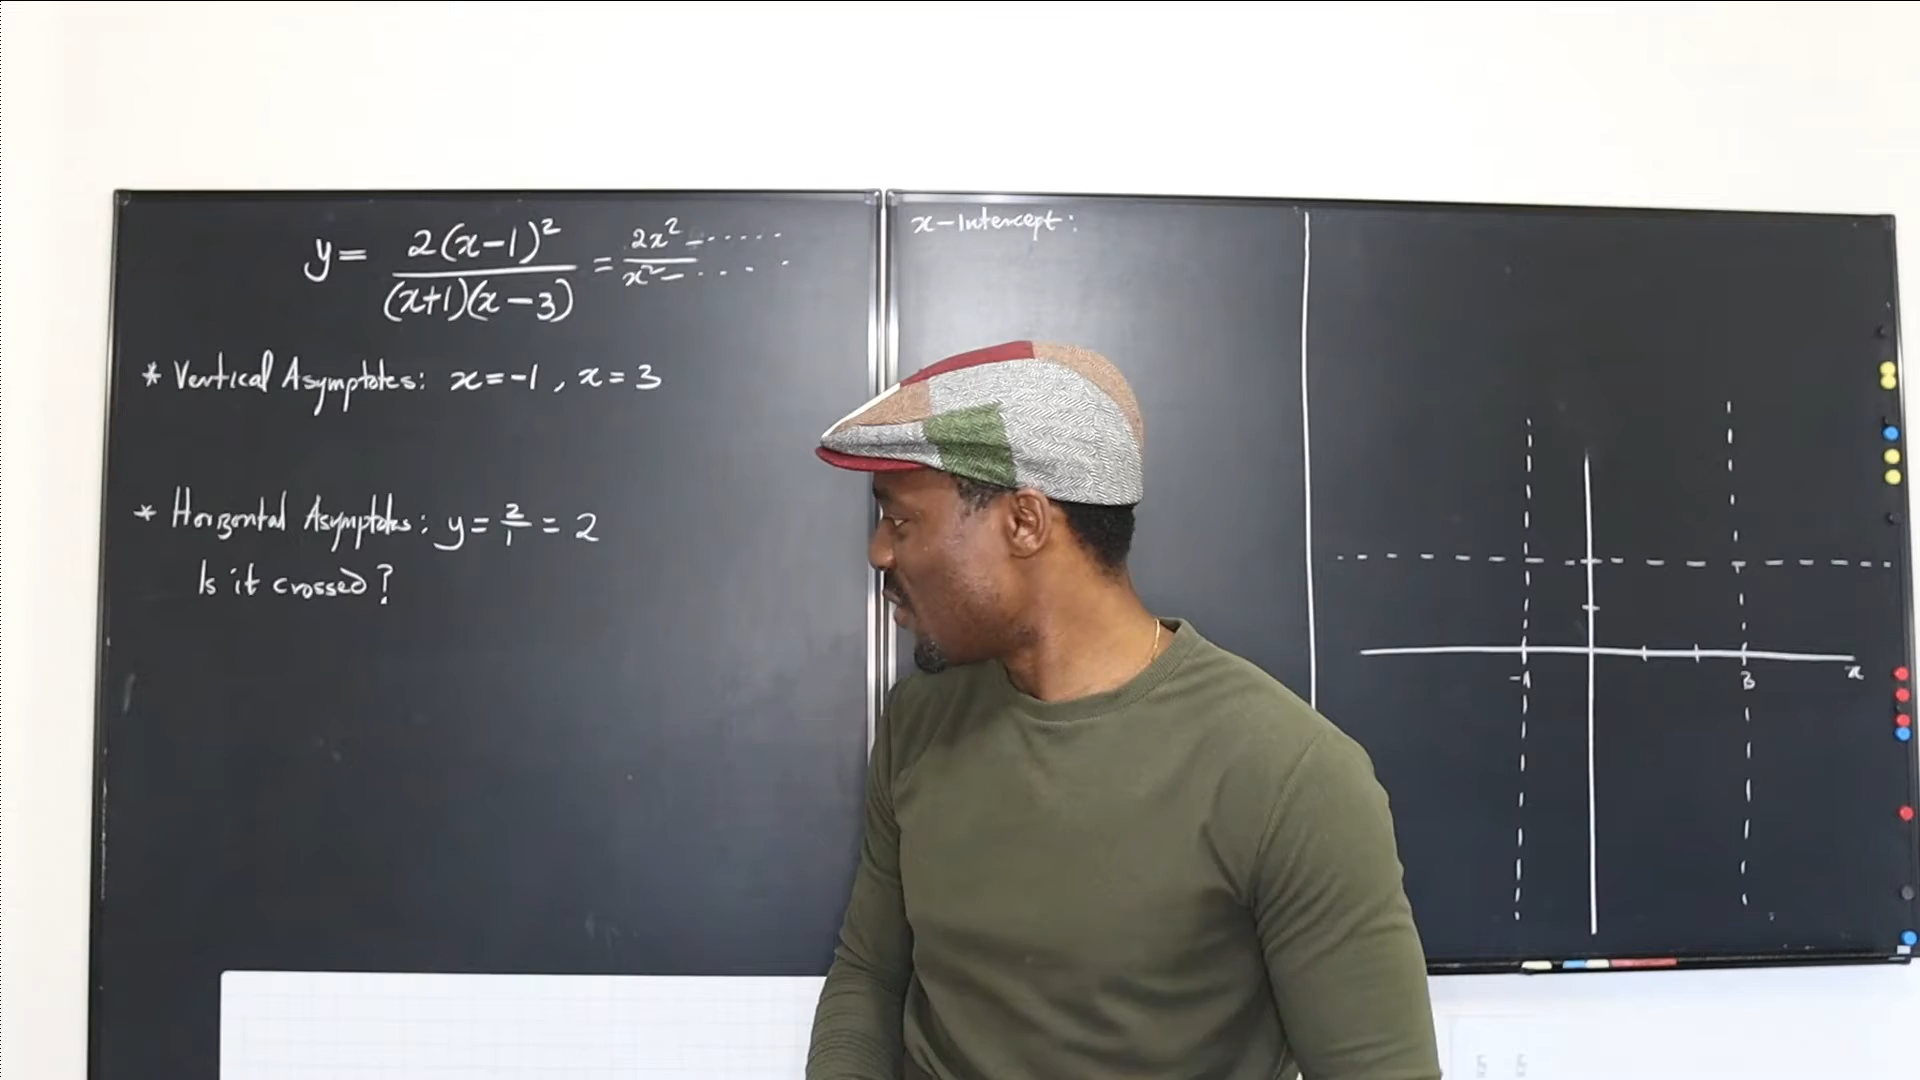 y = 2(x-1)² / (x+1)(x-3) = 2x² - ..... / x² - .....
* Vertical Asymptotes: x=-1, x=3
* Horizontal Asymptotes: y = 2/1 = 2
Is it crossed?
x-Intercept:
-1 3 x